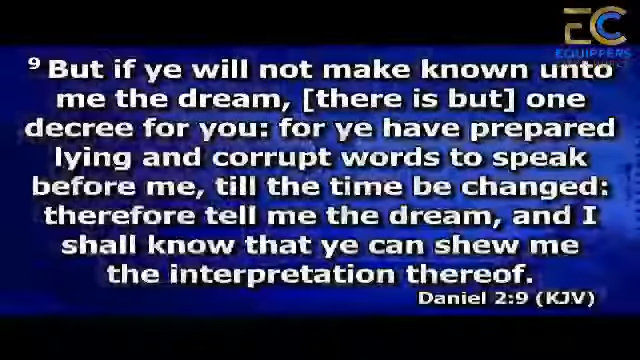 EC
EQUIPPERS
⁹ But if ye will not make known unto
me the dream, [there is but] one
decree for you: for ye have prepared
lying and corrupt words to speak
before me, till the time be changed:
therefore tell me the dream, and I
shall know that ye can shew me
the interpretation thereof.
Daniel 2:9 (KJV)